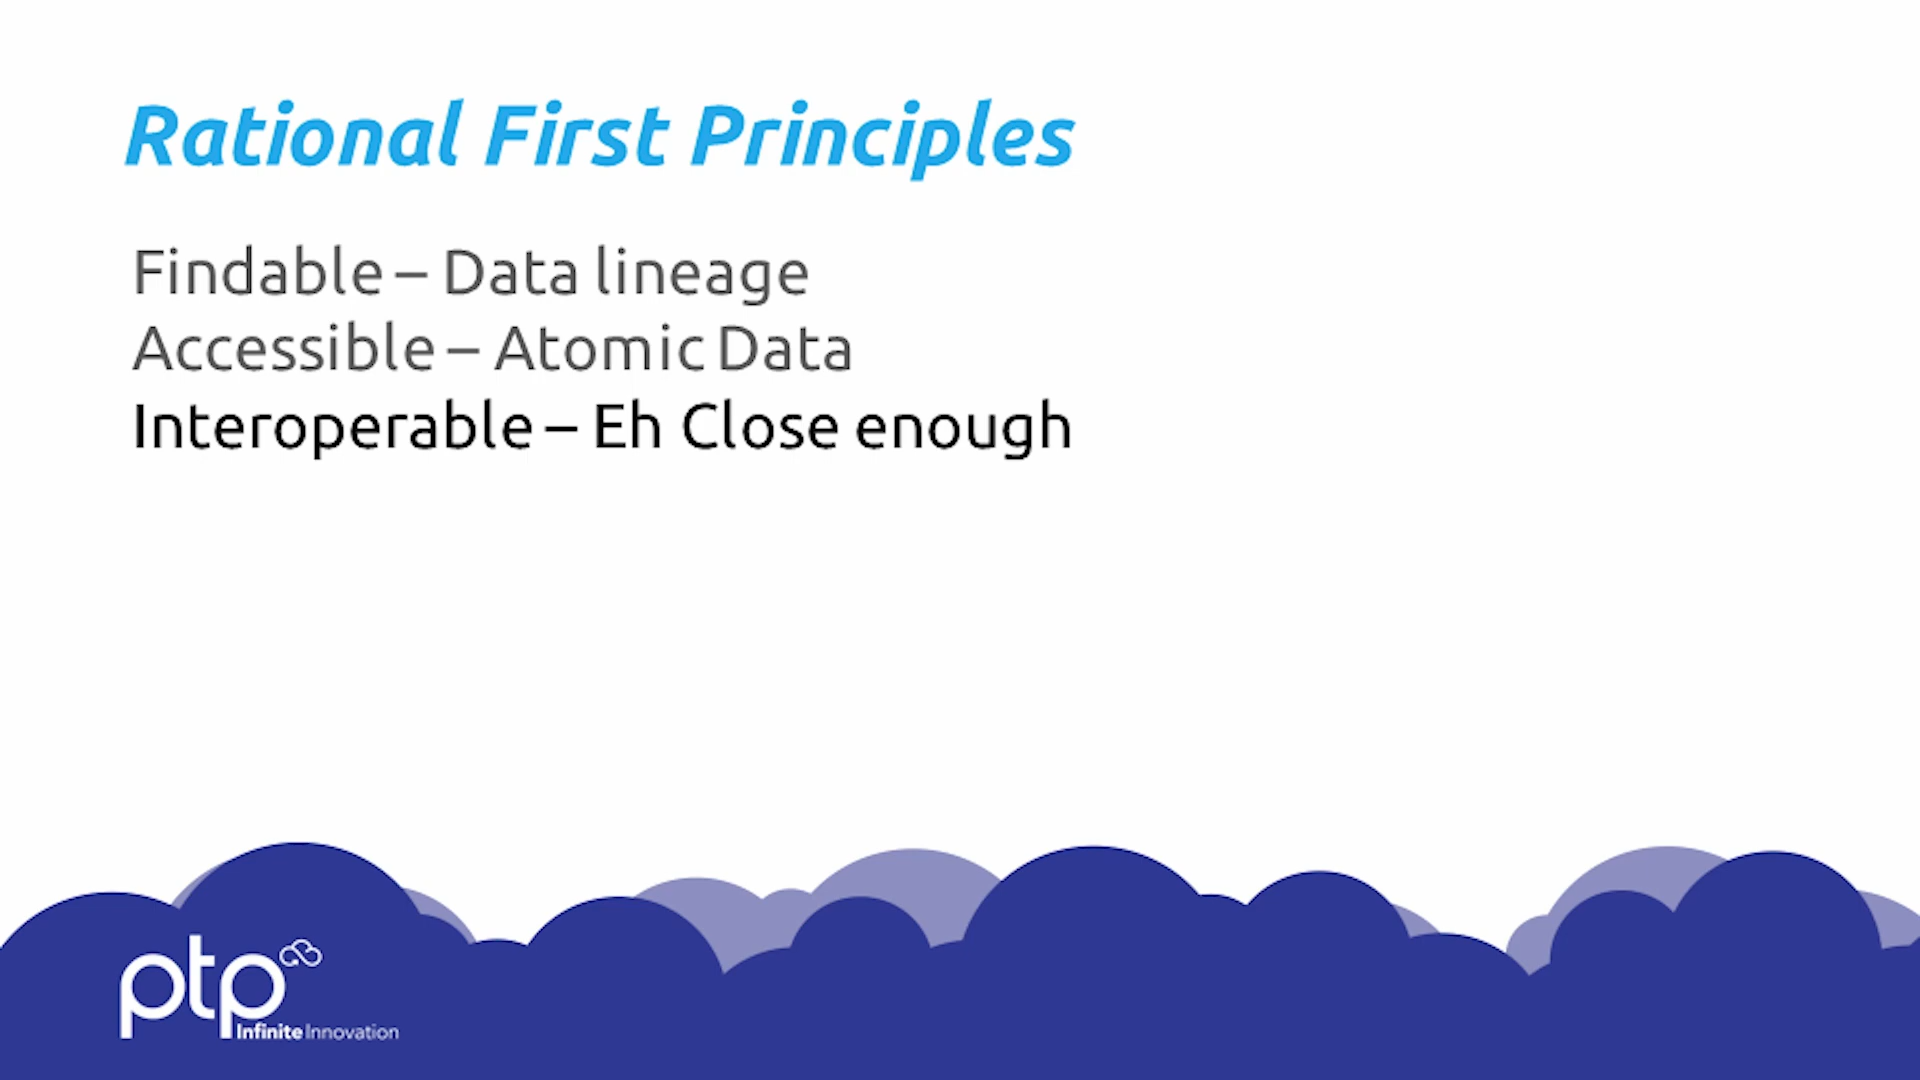 Rational First Principles
Findable – Data lineage
Accessible – Atomic Data
Interoperable – Eh Close enough
ptp
Infinite Innovation